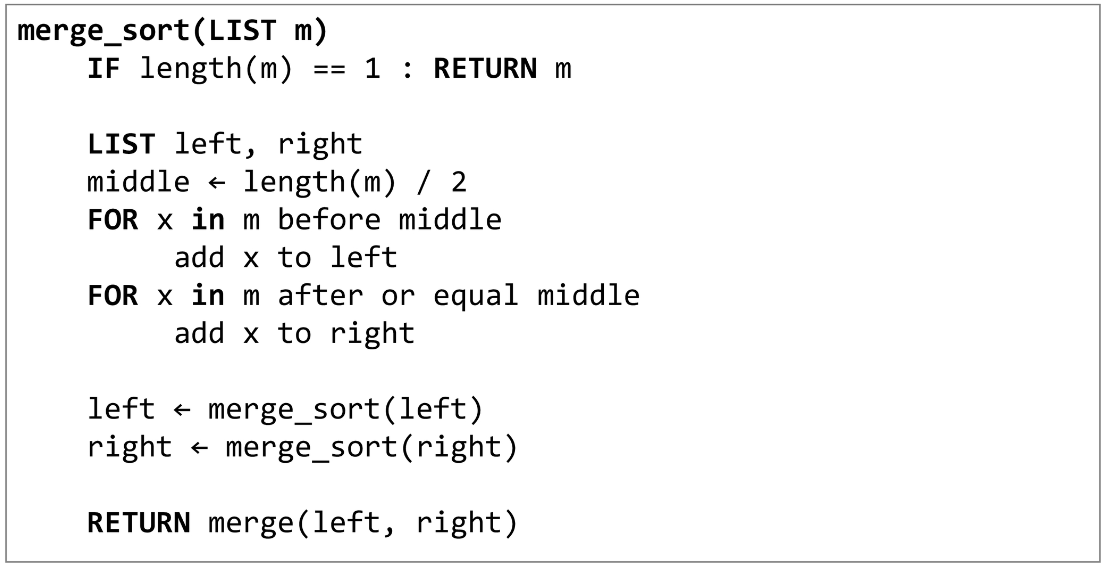 merge_sort(LIST m)
IF length(m) == 1 : RETURN m
LIST left, right
middle ← length(m) / 2
FOR x in m before middle
add x to left
FOR x in m after or equal middle
add x to right
left ← merge_sort(left)
right ← merge_sort(right)
RETURN merge(left, right)